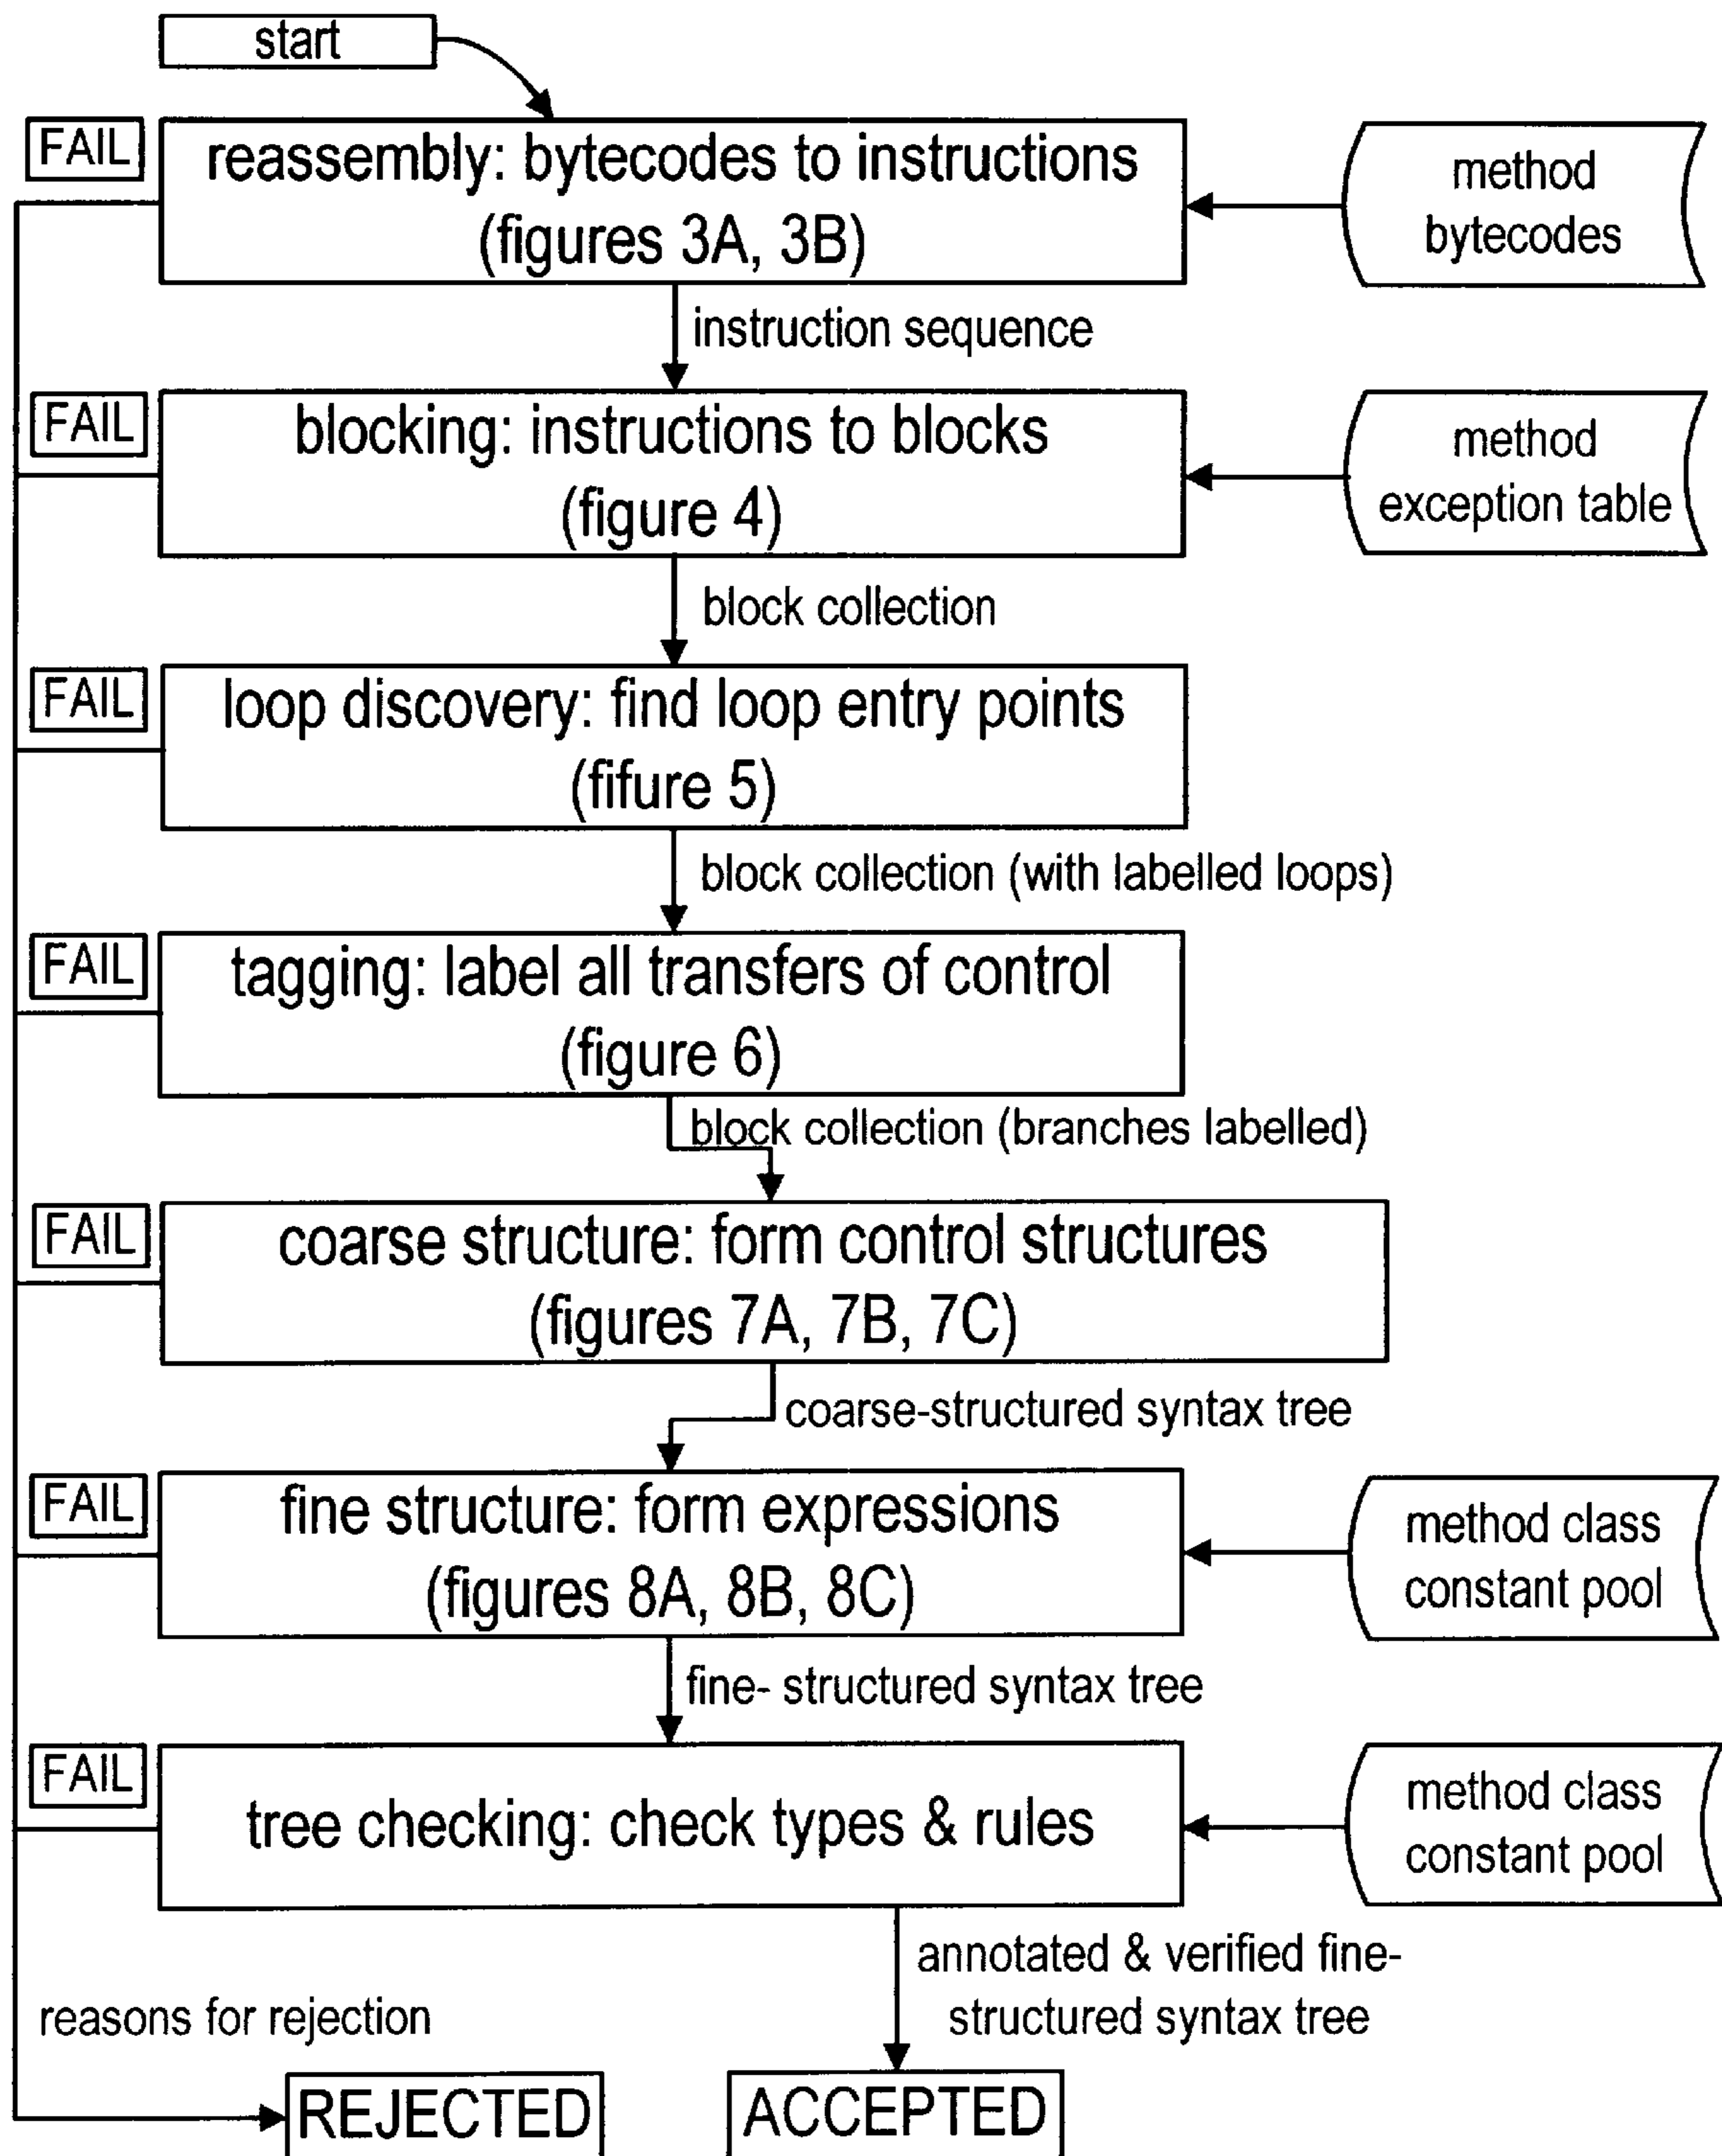 start
FAIL
reassembly: bytecodes to instructions
(figures 3A, 3B)
method
bytecodes
instruction sequence
FAIL
blocking: instructions to blocks
(figure 4)
method
exception table
block collection
FAIL
loop discovery: find loop entry points
(fifure 5)
block collection (with labelled loops)
FAIL
tagging: label all transfers of control
(figure 6)
block collection (branches labelled)
FAIL
coarse structure: form control structures
(figures 7A, 7B, 7C)
coarse-structured syntax tree
FAIL
fine structure: form expressions
(figures 8A, 8B, 8C)
method class
constant pool
fine- structured syntax tree
FAIL
tree checking: check types & rules
method class
constant pool
annotated & verified fine-
structured syntax tree
reasons for rejection
REJECTED
ACCEPTED